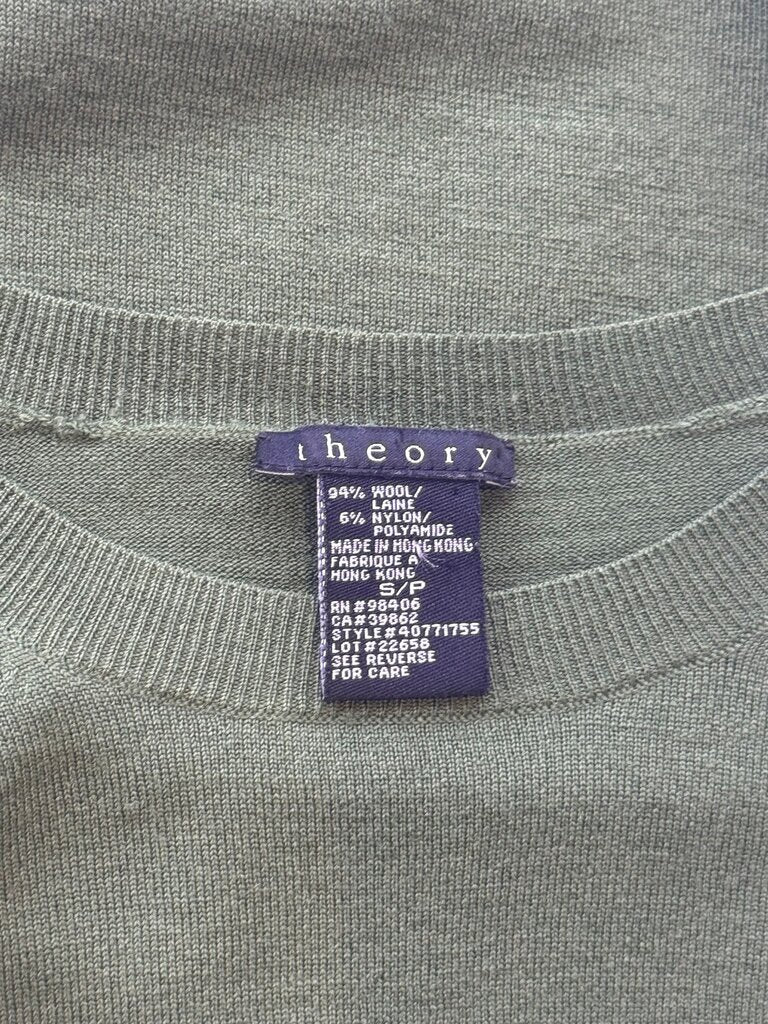 theory
94% WOOL/
LAINE
6% NYLON/
POLYAMIDE
MADE IN HONG KONG
FABRIQUE A
HONG KONG
S/P
RN#98406
CA#39862
STYLE#40771755
LOT#22658
SEE REVERSE
FOR CARE